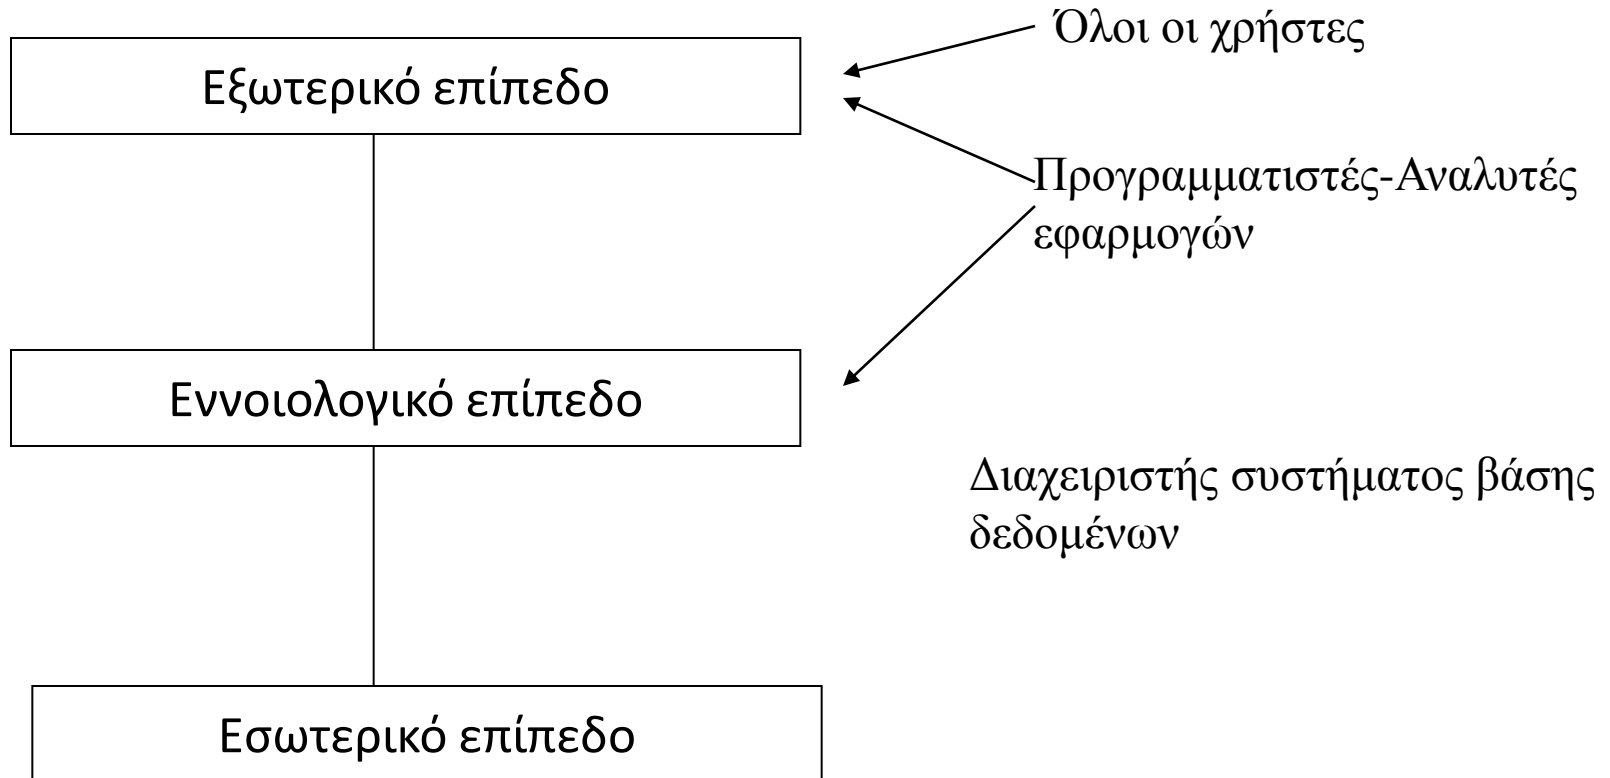 Όλοι οι χρήστες
Εξωτερικό επίπεδο
Προγραμματιστές-Αναλυτές
εφαρμογών
Εννοιολογικό επίπεδο
Διαχειριστής συστήματος βάσης
δεδομένων
Εσωτερικό επίπεδο